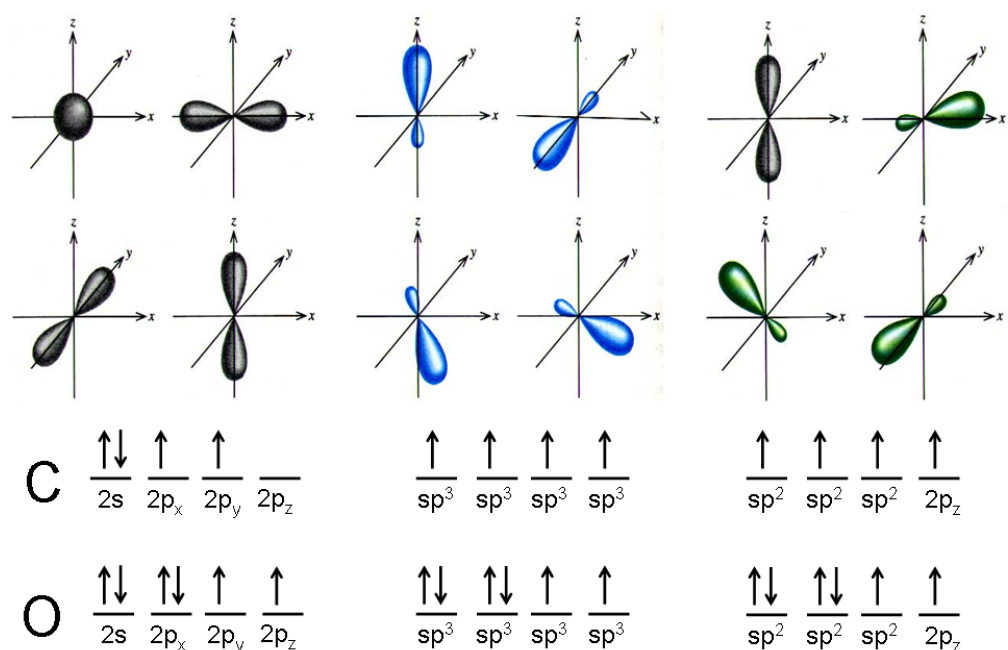 z z z z z z
y y y y y y
x x x x x x
z z z z z z
y y y y y y
x x x x x x
C 2s 2px 2py 2pz sp3 sp3 sp3 sp3 sp2 sp2 sp2 2pz
O 2s 2px 2py 2pz sp3 sp3 sp3 sp3 sp2 sp2 sp2 2pz